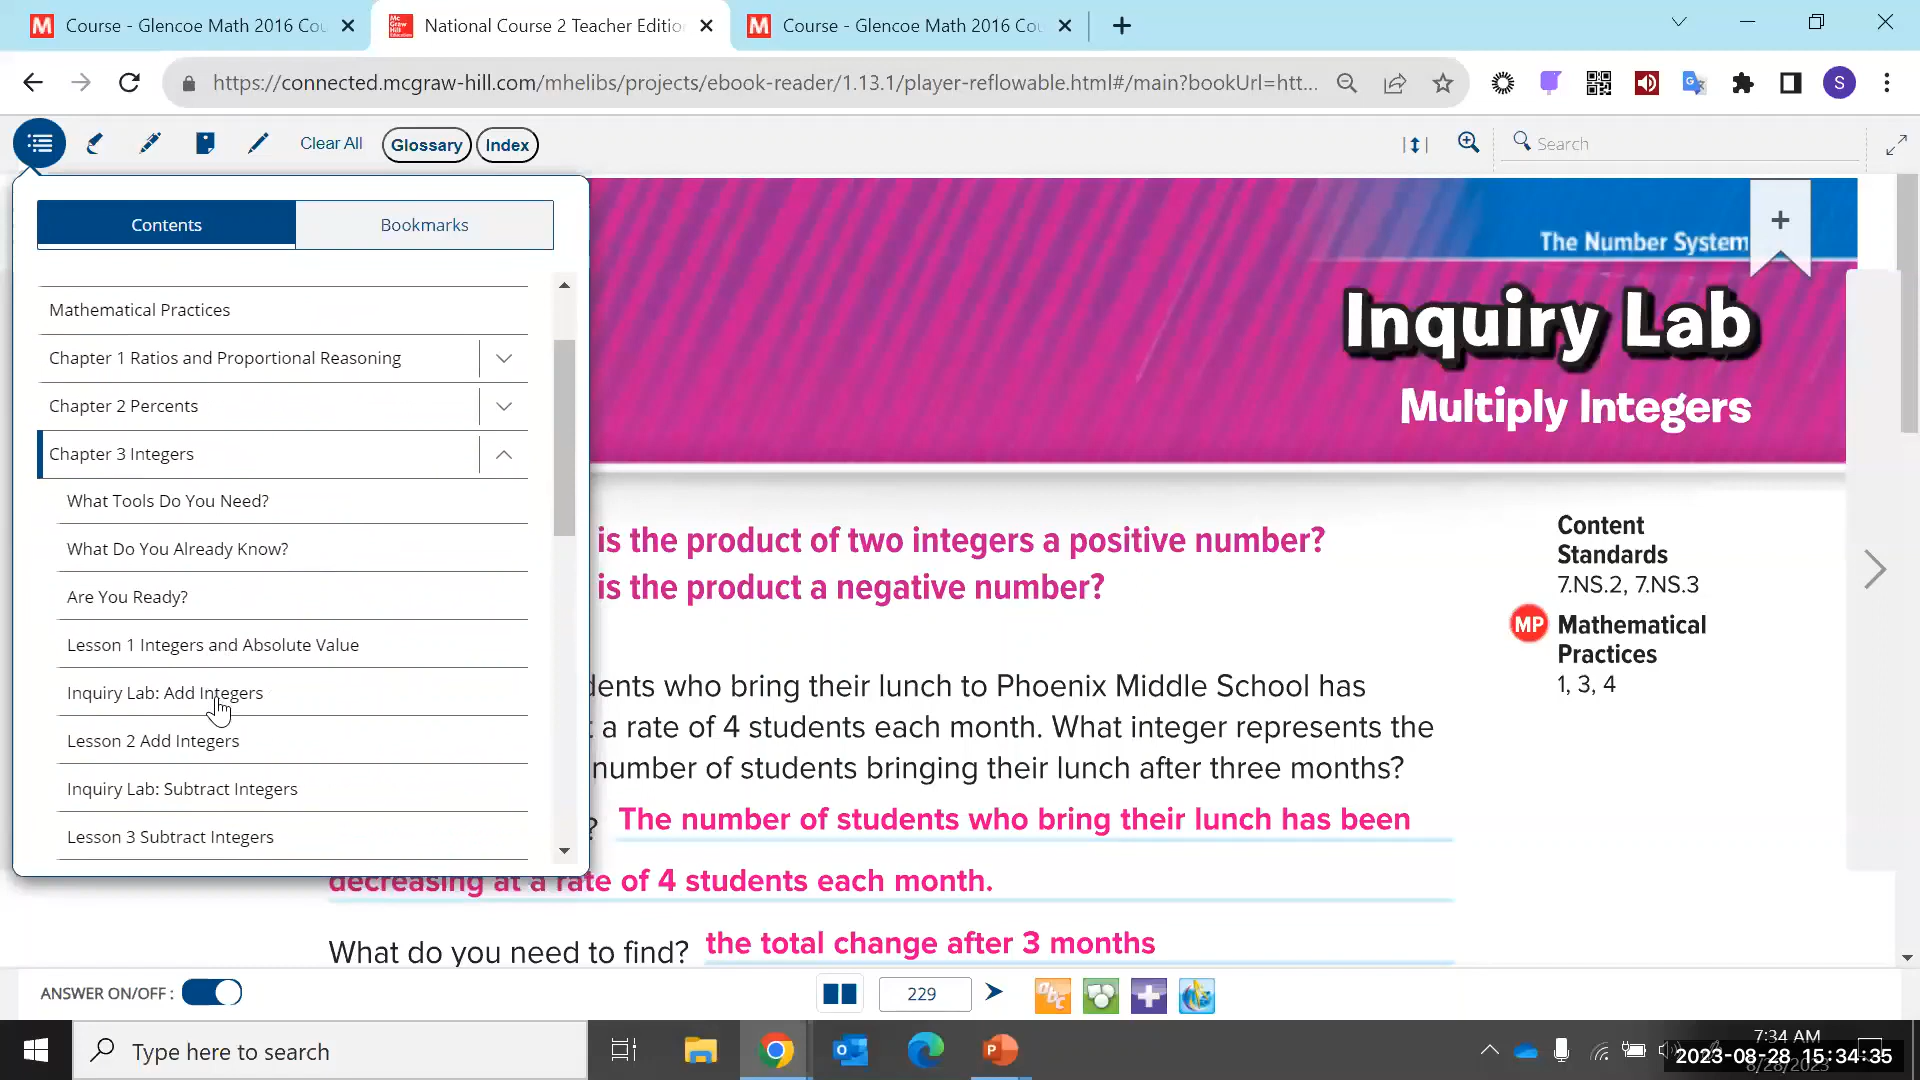 Course - Glencoe Math 2016 Cou
National Course 2 Teacher Editio
Course - Glencoe Math 2016 Cou
https://connected.mcgraw-hill.com/mhelibs/projects/ebook-reader/1.13.1/player-reflowable.html#/main?bookUrl=htt...
S
Clear All
Glossary
Index
Search
Contents
Bookmarks
Mathematical Practices
Chapter 1 Ratios and Proportional Reasoning
Chapter 2 Percents
Chapter 3 Integers
What Tools Do You Need?
What Do You Already Know?
Are You Ready?
Lesson 1 Integers and Absolute Value
Inquiry Lab: Add Integers
Lesson 2 Add Integers
Inquiry Lab: Subtract Integers
Lesson 3 Subtract Integers
The Number System
Inquiry Lab
Multiply Integers
is the product of two integers a positive number?
is the product a negative number?
Content
Standards
7.NS.2, 7.NS.3
MP Mathematical
Practices
1, 3, 4
dents who bring their lunch to Phoenix Middle School has
t a rate of 4 students each month. What integer represents the
number of students bringing their lunch after three months?
? The number of students who bring their lunch has been
decreasing at a rate of 4 students each month.
What do you need to find? the total change after 3 months
ANSWER ON/OFF :
229
abc
Type here to search
7:34 AM
2023-08-28 15:34:35
8/28/2023